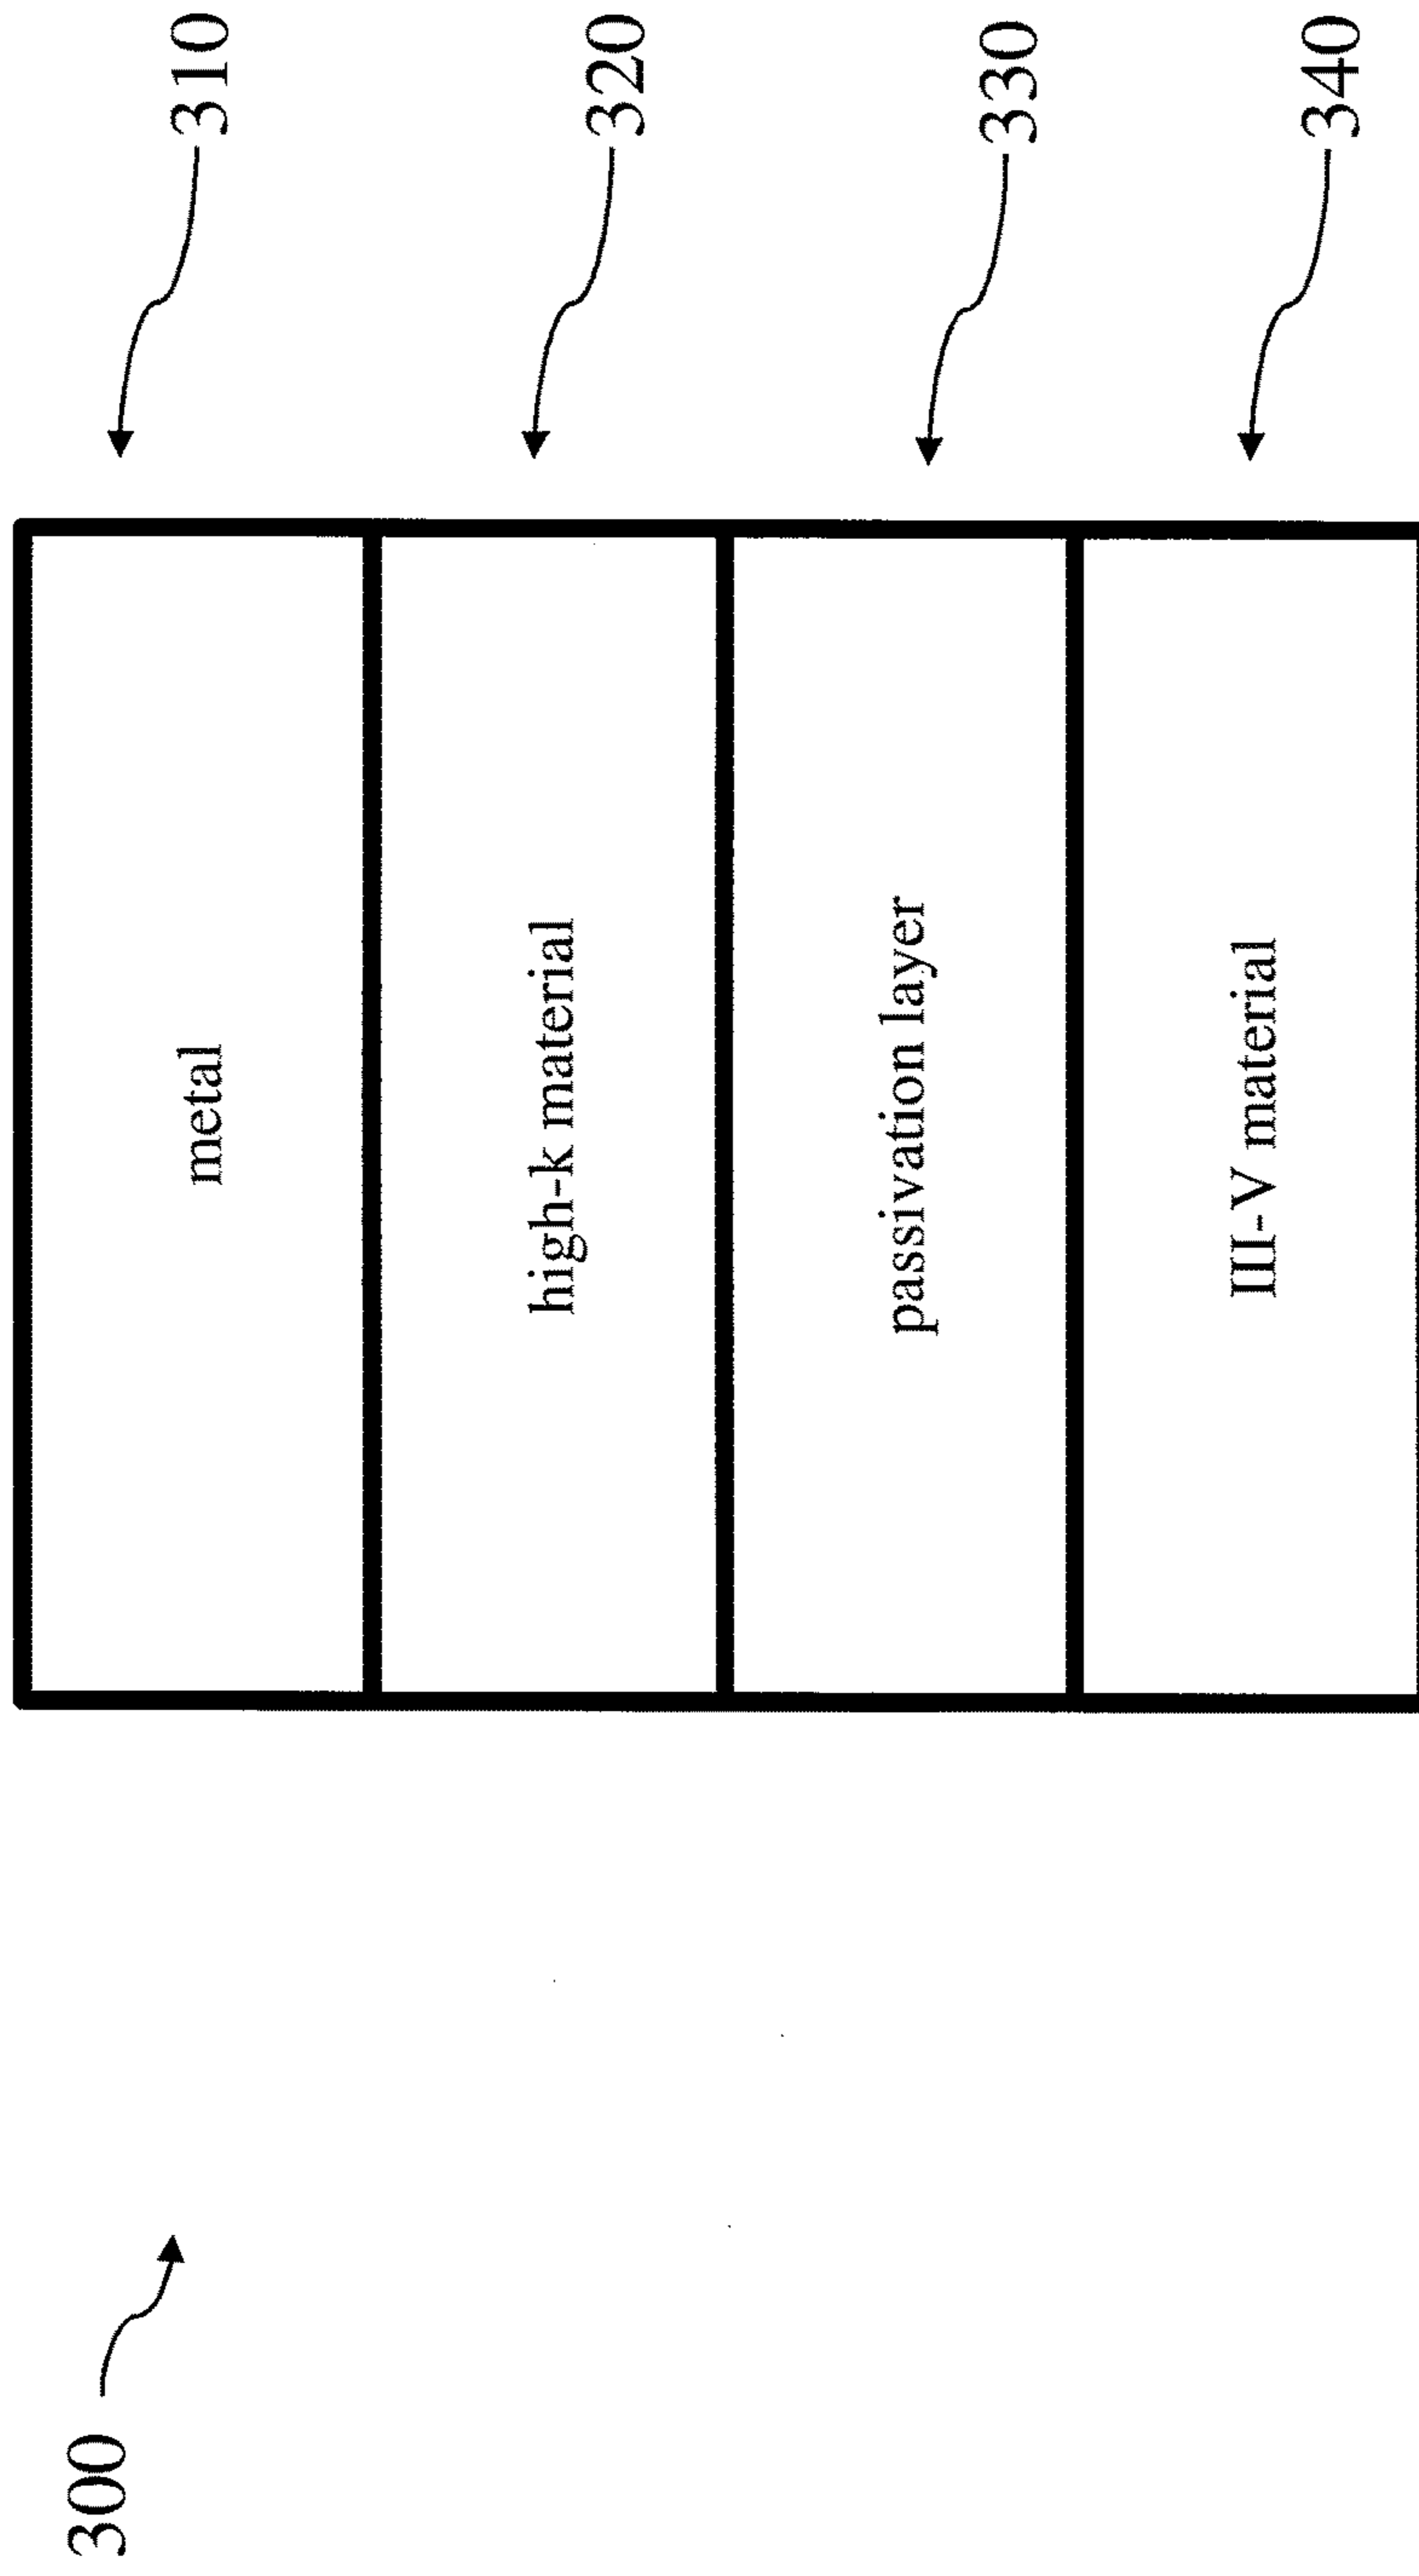 300
metal
310
high-k material
320
passivation layer
330
III-V material
340